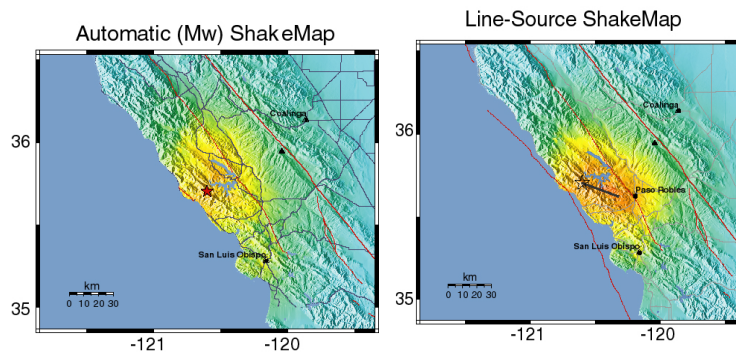 Automatic (Mw) ShakeMap
Line-Source ShakeMap
36
35
-121
-120
Coalinga
San Luis Obispo
km
0 10 20 30
36
35
-121
-120
Coalinga
Paso Robles
San Luis Obispo
km
0 10 20 30